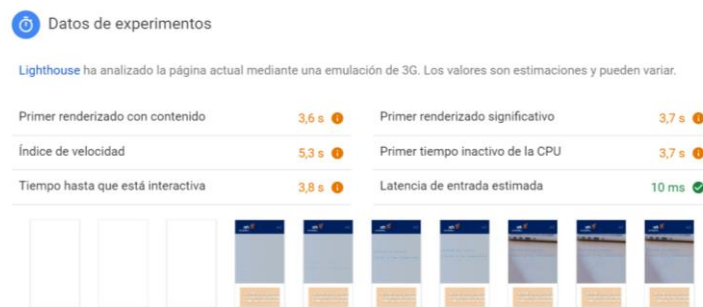 Datos de experimentos
Lighthouse ha analizado la página actual mediante una emulación de 3G. Los valores son estimaciones y pueden variar.
Primer renderizado con contenido 3,6 s
Primer renderizado significativo 3,7 s
Índice de velocidad 5,3 s
Primer tiempo inactivo de la CPU 3,7 s
Tiempo hasta que está interactiva 3,8 s
Latencia de entrada estimada 10 ms